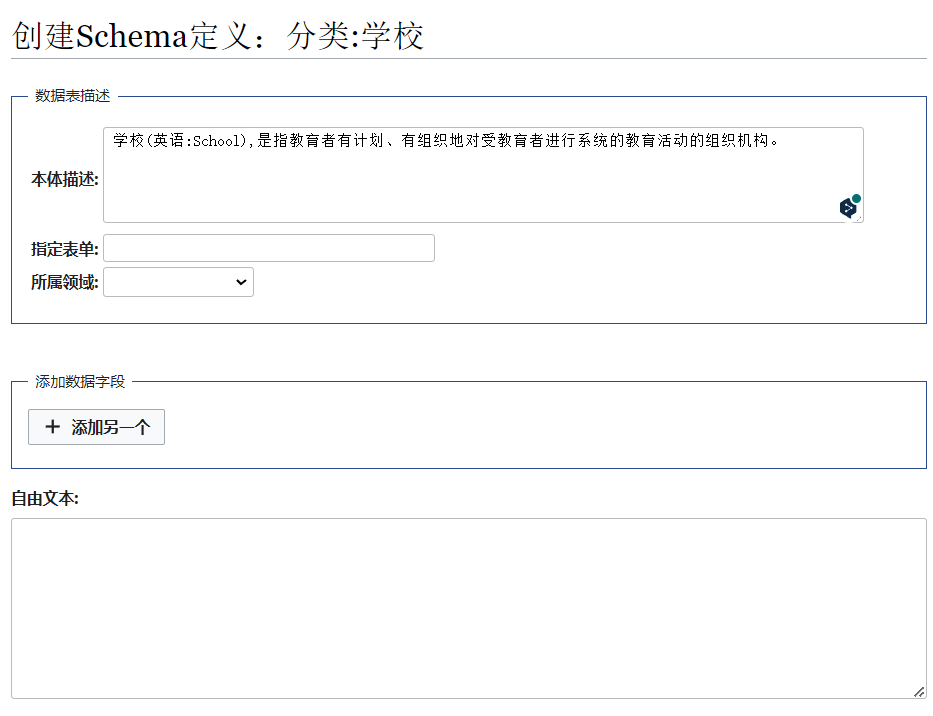 创建Schema定义：分类:学校
数据表描述
学校(英语:School),是指教育者有计划、有组织地对受教育者进行系统的教育活动的组织机构。
本体描述:
指定表单:
所属领域:
添加数据字段
+ 添加另一个
自由文本: